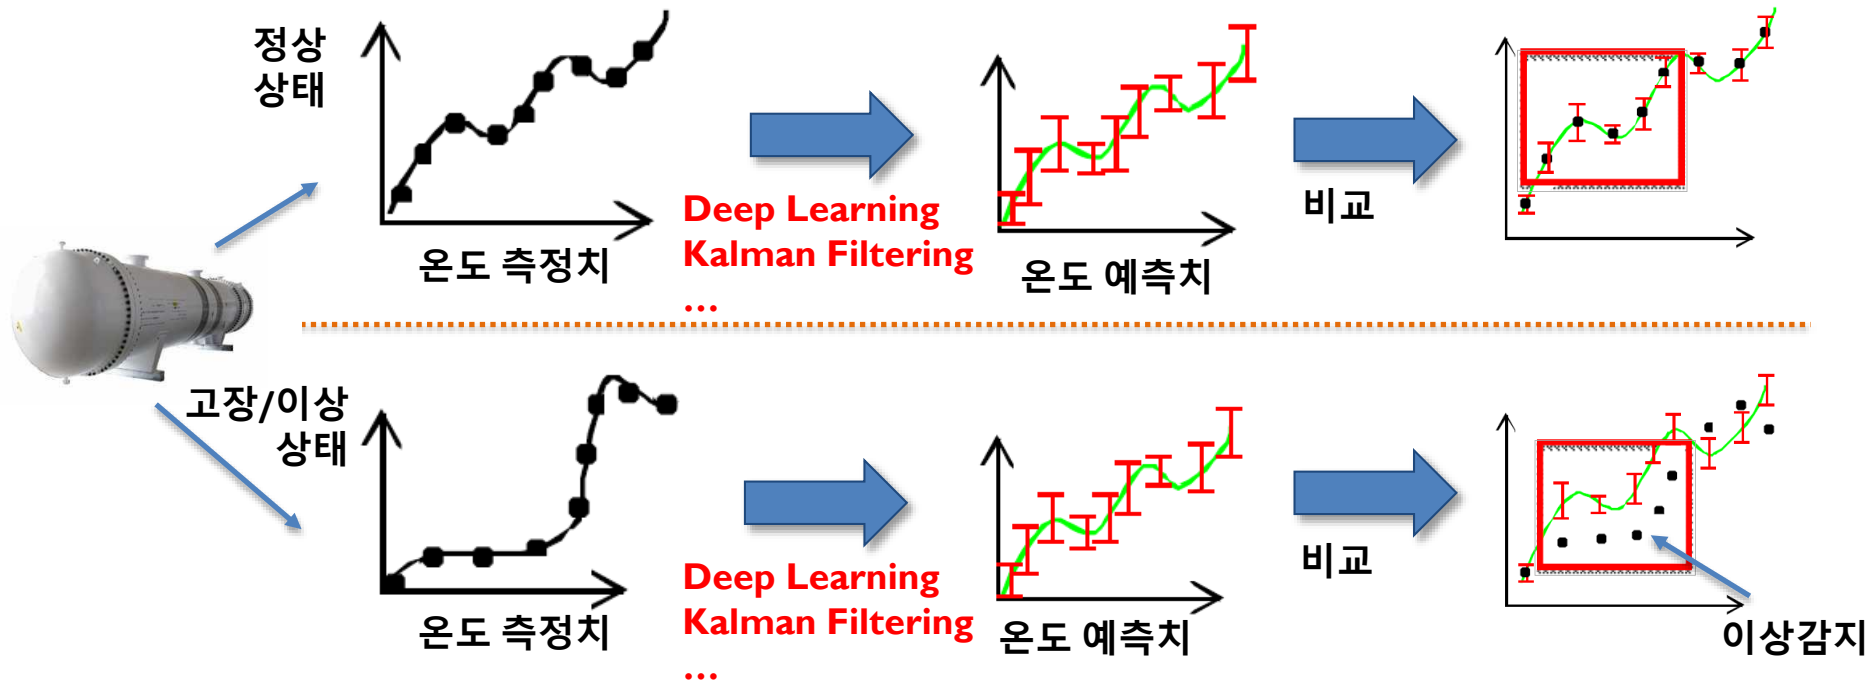 정상
상태
온도 측정치
Deep Learning
Kalman Filtering
...
온도 예측치
비교
고장/이상
상태
온도 측정치
Deep Learning
Kalman Filtering
...
온도 예측치
비교
이상감지